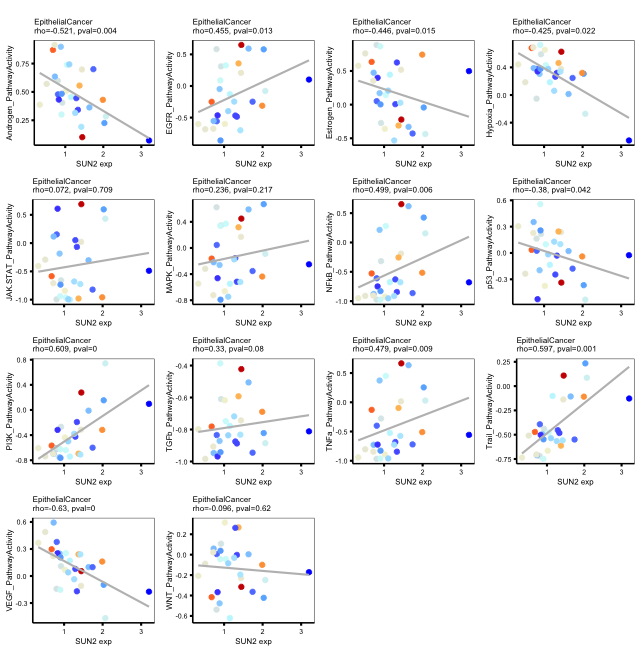 EpithelialCancer
rho=-0.521, pval=0.004
Androgen_PathwayActivity
0.75
0.50
0.25
1 2 3
SUN2 exp
EpithelialCancer
rho=0.455, pval=0.013
EGFR_PathwayActivity
0.5
0.0
-0.5
1 2 3
SUN2 exp
EpithelialCancer
rho=-0.446, pval=0.015
Estrogen_PathwayActivity
0.5
0.0
-0.5
1 2 3
SUN2 exp
EpithelialCancer
rho=-0.425, pval=0.022
Hypoxia_PathwayActivity
0.4
0.0
-0.4
1 2 3
SUN2 exp
EpithelialCancer
rho=0.072, pval=0.709
JAK-STAT_PathwayActivity
0.5
0.0
-0.5
-1.0
1 2 3
SUN2 exp
EpithelialCancer
rho=0.236, pval=0.217
MAPK_PathwayActivity
0.4
0.0
-0.4
-0.8
1 2 3
SUN2 exp
EpithelialCancer
rho=0.499, pval=0.006
NFkB_PathwayActivity
0.5
0.0
-0.5
-1.0
1 2 3
SUN2 exp
EpithelialCancer
rho=-0.38, pval=0.042
p53_PathwayActivity
0.6
0.3
0.0
-0.3
1 2 3
SUN2 exp
EpithelialCancer
rho=0.609, pval=0
PI3K_PathwayActivity
0.8
0.4
0.0
-0.4
-0.8
1 2 3
SUN2 exp
EpithelialCancer
rho=0.33, pval=0.08
TGFb_PathwayActivity
-0.4
-0.6
-0.8
-1.0
1 2 3
SUN2 exp
EpithelialCancer
rho=0.479, pval=0.009
TNFa_PathwayActivity
0.5
0.0
-0.5
-1.0
1 2 3
SUN2 exp
EpithelialCancer
rho=0.597, pval=0.001
Trail_PathwayActivity
0.25
0.00
-0.25
-0.50
-0.75
1 2 3
SUN2 exp
EpithelialCancer
rho=-0.63, pval=0
VEGF_PathwayActivity
0.6
0.3
0.0
-0.3
1 2 3
SUN2 exp
EpithelialCancer
rho=-0.096, pval=0.62
WNT_PathwayActivity
0.2
0.0
-0.2
-0.4
-0.6
1 2 3
SUN2 exp